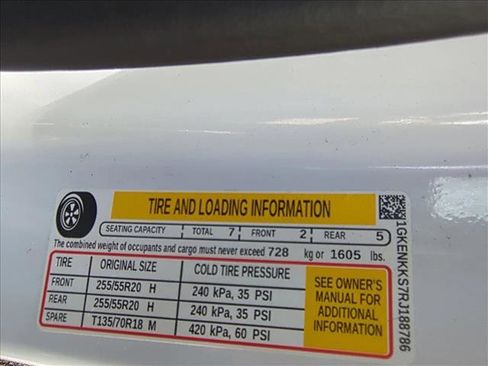 TIRE AND LOADING INFORMATION
SEATING CAPACITY TOTAL 7 FRONT 2 REAR 5
The combined weight of occupants and cargo must never exceed 728 kg or 1605 lbs.
TIRE ORIGINAL SIZE COLD TIRE PRESSURE
FRONT 255/55R20 H 240 kPa, 35 PSI
REAR 255/55R20 H 240 kPa, 35 PSI
SPARE T135/70R18 M 420 kPa, 60 PSI
SEE OWNER'S
MANUAL FOR
ADDITIONAL
INFORMATION
1GKENKKS7RJ188786